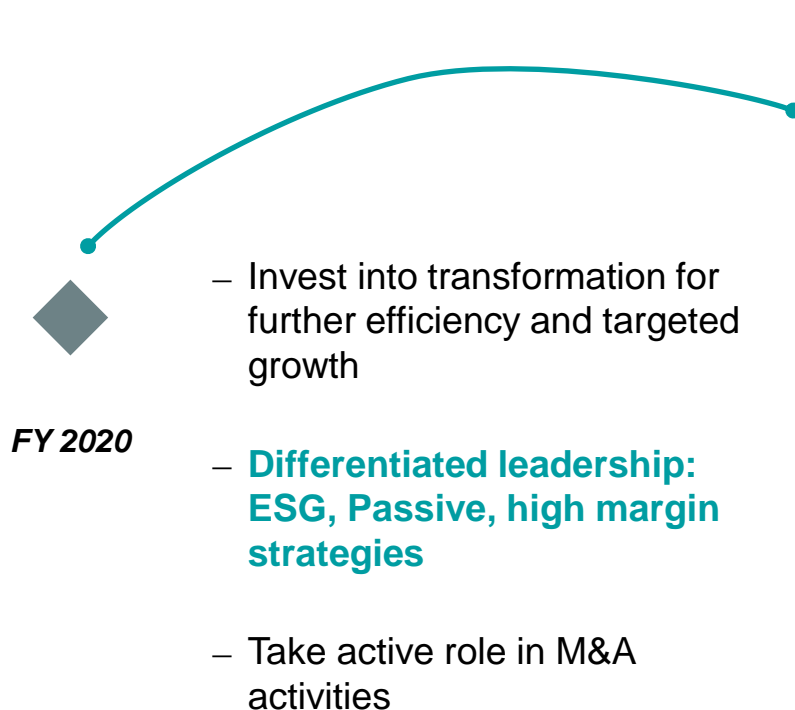 – Invest into transformation for
further efficiency and targeted
growth
FY 2020
– Differentiated leadership:
ESG, Passive, high margin
strategies
– Take active role in M&A
activities